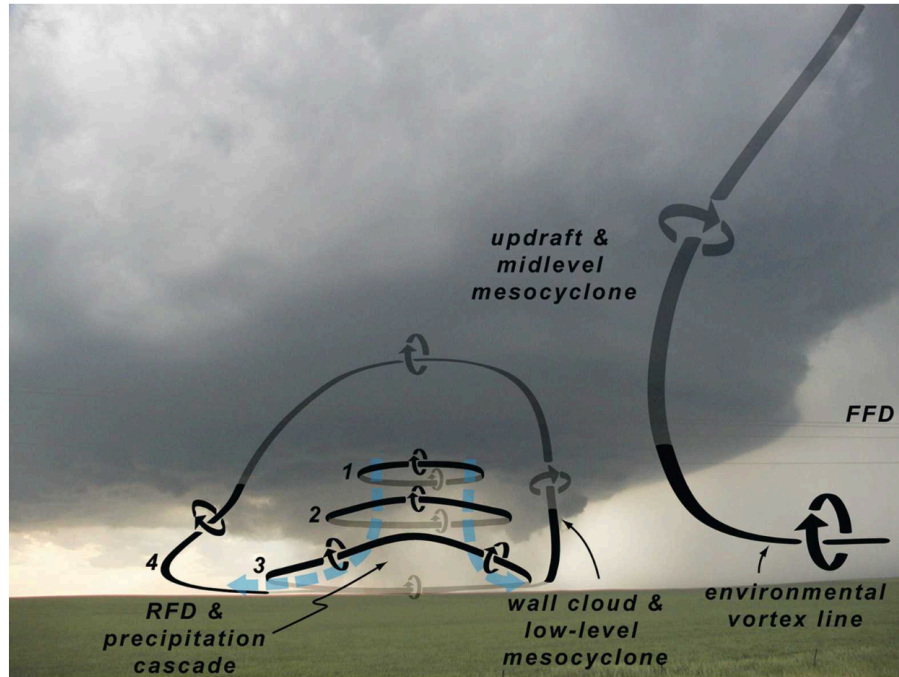 updraft &
midlevel
mesocyclone
FFD
1
2
3
4
RFD &
precipitation
cascade
wall cloud &
low-level
mesocyclone
environmental
vortex line